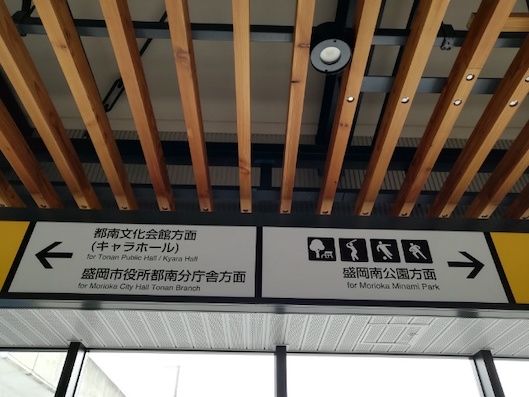 都南文化会館方面
(キャラホール)
for Tonan Public Hall / Kyara Hall
盛岡市役所都南分庁舎方面
for Morioka City Hall Tonan Branch
盛岡南公園方面
for Morioka Minami Park